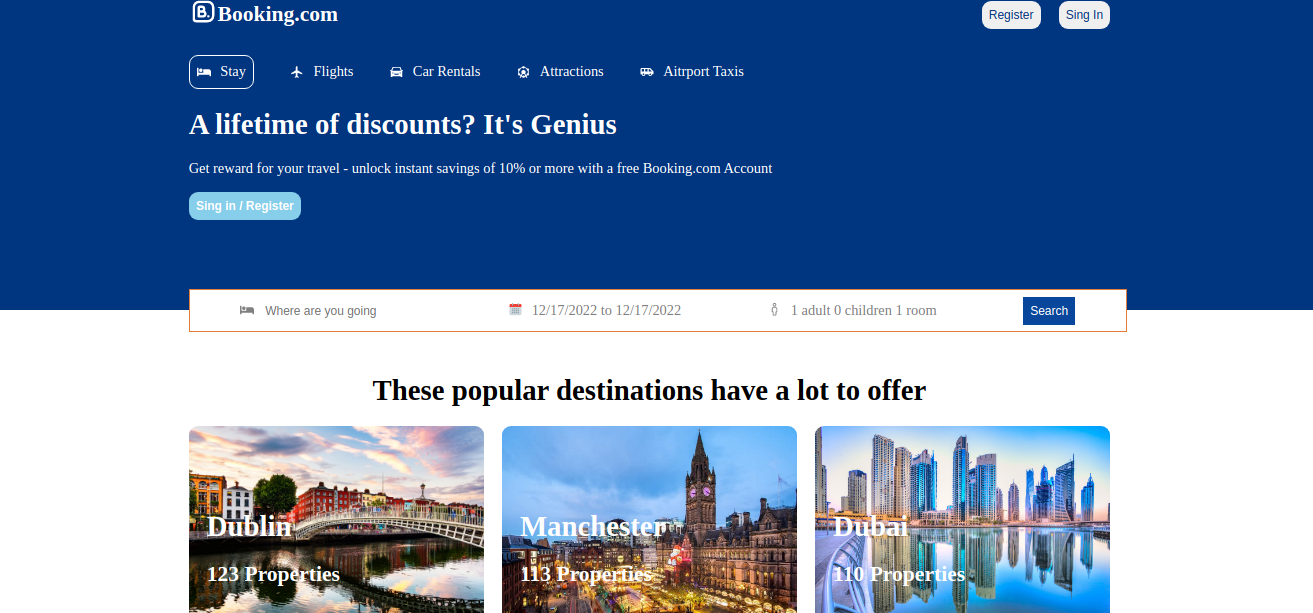 B. Booking.com
Register Sing In
Stay Flights Car Rentals Attractions Aitrport Taxis
A lifetime of discounts? It's Genius
Get reward for your travel - unlock instant savings of 10% or more with a free Booking.com Account
Sing in / Register
Where are you going 12/17/2022 to 12/17/2022 1 adult 0 children 1 room Search
These popular destinations have a lot to offer
Dublin Manchester Dubai
123 Properties 113 Properties 110 Properties